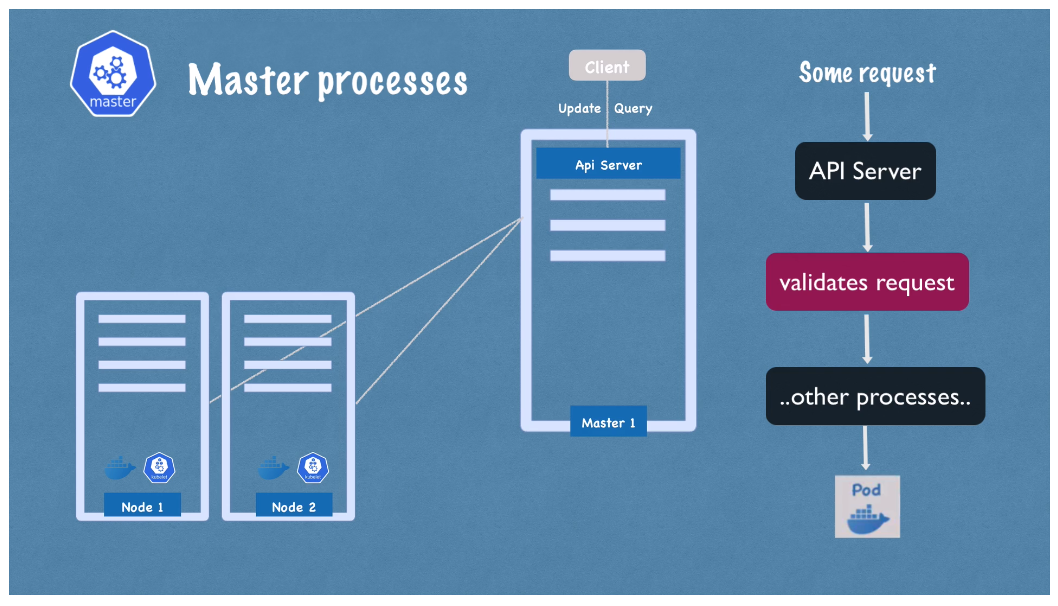 master
Master processes
Client
Update
Query
Api Server
Master 1
kubelet
Node 1
kubelet
Node 2
Some request
API Server
validates request
..other processes..
Pod